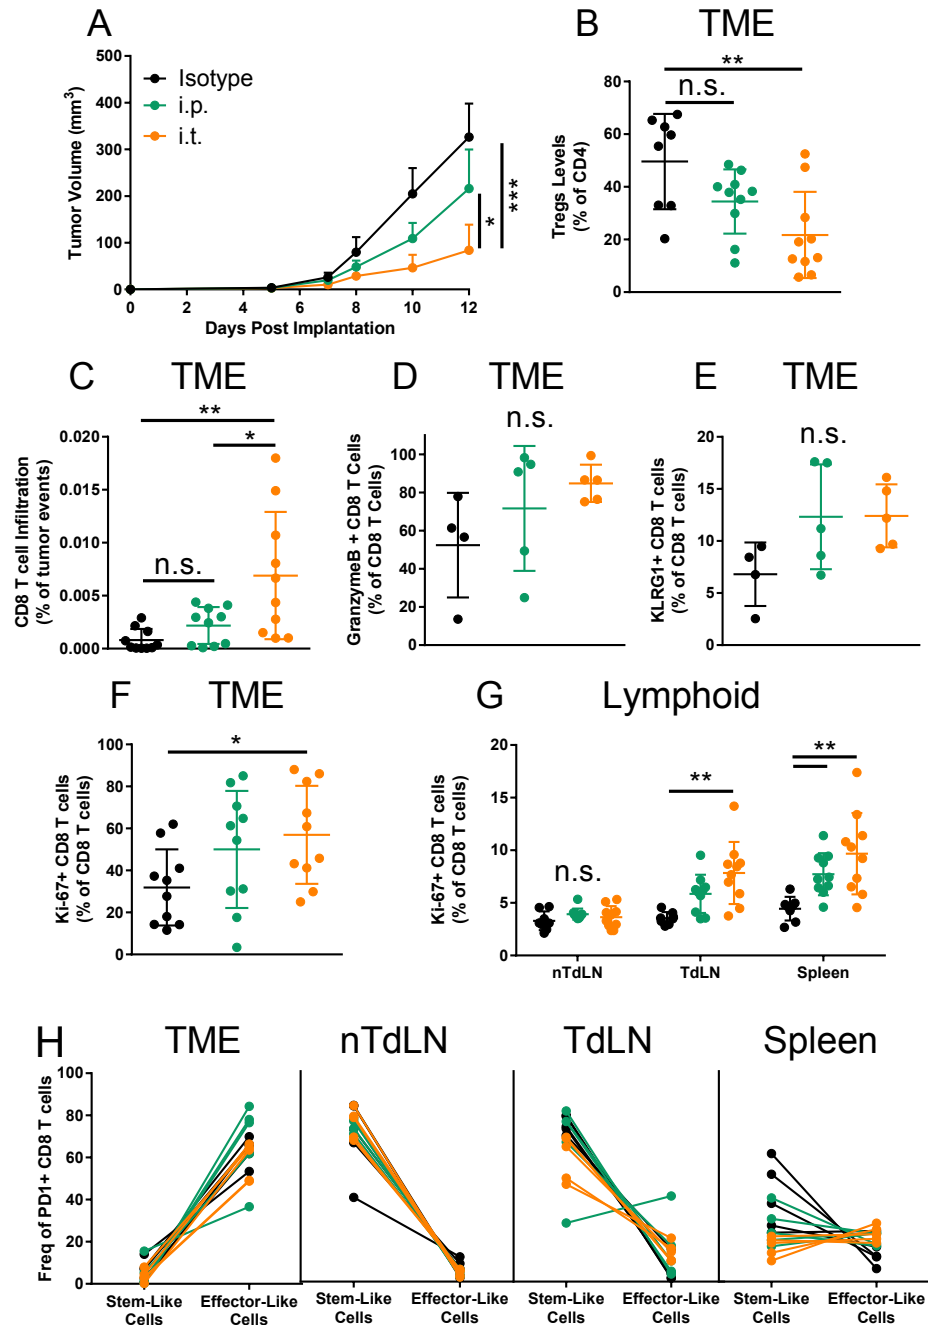 A
Isotype
i.p.
i.t.
Tumor Volume (mm³)
500
400
300
200
100
0
0 2 4 6 8 10 12
Days Post Implantation
*
***
B TME
**
n.s.
Tregs Levels
(% of CD4)
80
60
40
20
0
C TME
**
*
n.s.
CD8 T cell Infiltration
(% of tumor events)
0.020
0.015
0.010
0.005
0.000
D TME
n.s.
GranzymeB + CD8 T Cells
(% of CD8 T Cells)
100
80
60
40
20
0
E TME
n.s.
KLRG1+ CD8 T cells
(% of CD8 T Cells)
20
15
10
5
0
F TME
*
Ki-67+ CD8 T cells
(% of CD8 T cells)
100
80
60
40
20
0
G Lymphoid
n.s.
**
**
Ki-67+ CD8 T cells
(% of CD8 T cells)
20
15
10
5
0
nTdLN TdLN Spleen
H TME nTdLN TdLN Spleen
Freq of PD1+ CD8 T cells
100
80
60
40
20
0
Stem-Like Effector-Like Stem-Like Effector-Like Stem-Like Effector-Like Stem-Like Effector-Like
Cells Cells Cells Cells Cells Cells Cells Cells